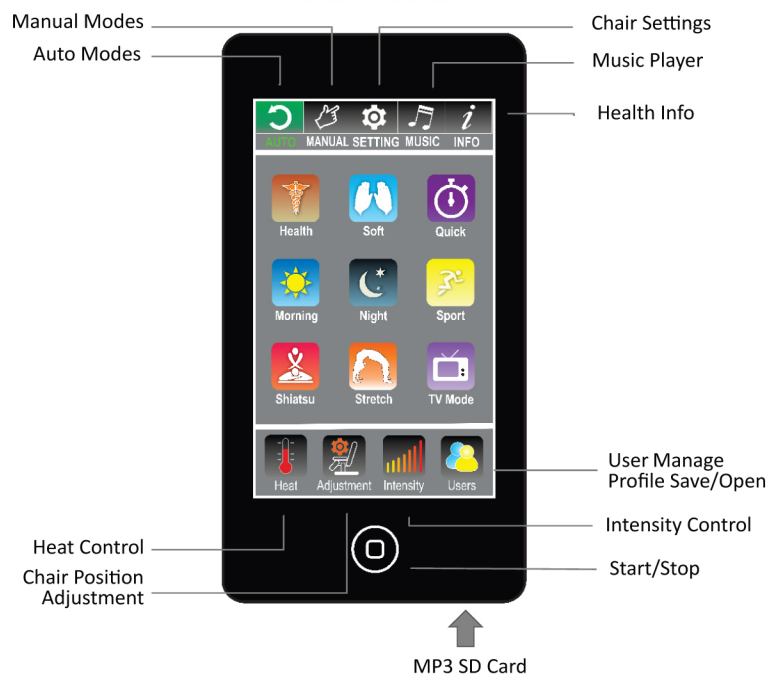 Manual Modes
Auto Modes
Chair Settings
Music Player
Health Info
AUTO MANUAL SETTING MUSIC INFO
Health Soft Quick
Morning Night Sport
Shiatsu Stretch TV Mode
Heat Adjustment Intensity Users
User Manage
Profile Save/Open
Intensity Control
Start/Stop
Heat Control
Chair Position
Adjustment
MP3 SD Card